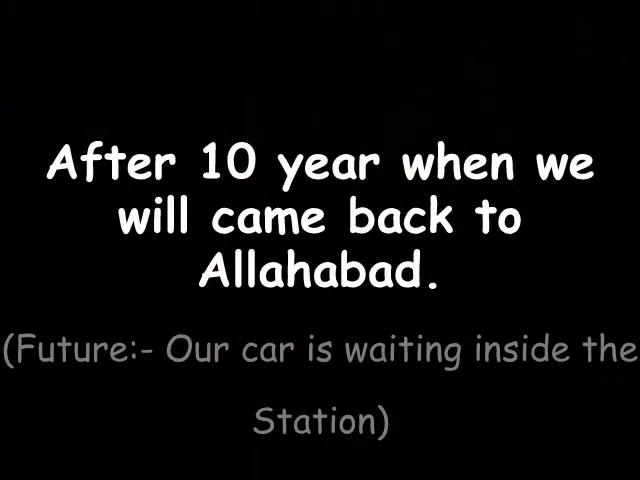 After 10 year when we
will came back to
Allahabad.
(Future:- Our car is waiting inside the
Station)